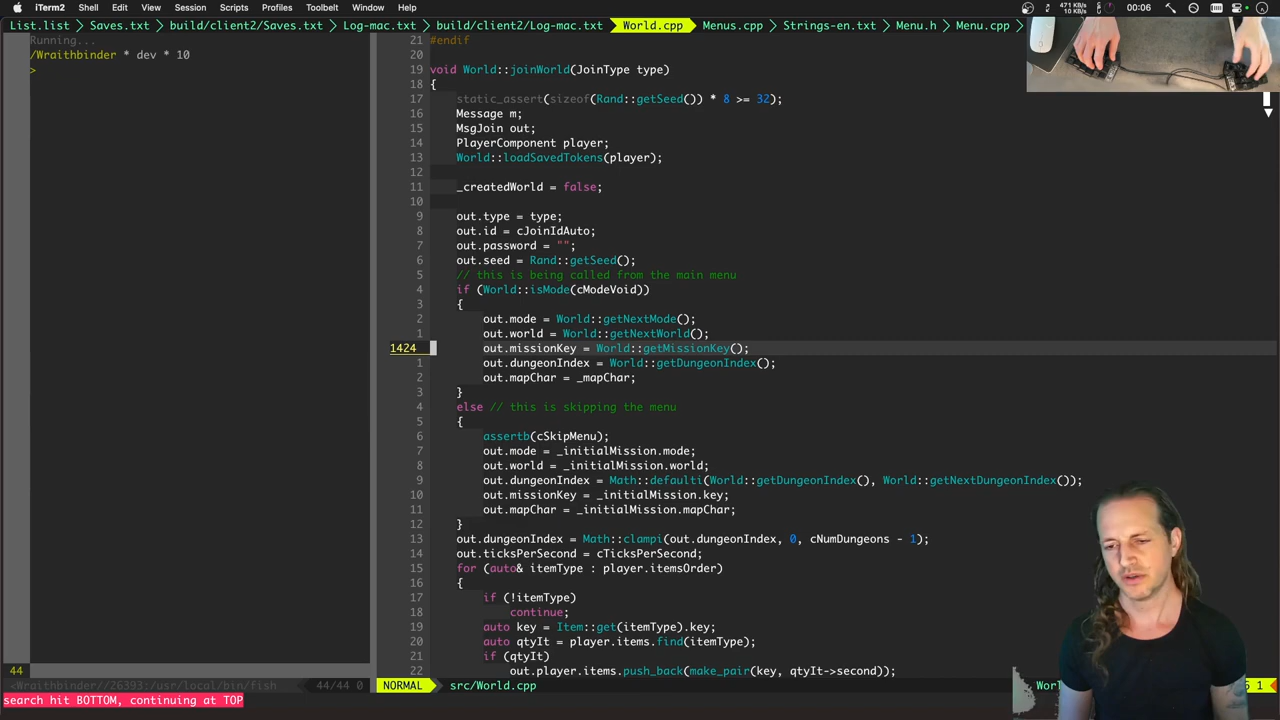 iTerm2 Shell Edit View Session Scripts Profiles Toolbelt Window Help 471 KB 10 KB 00:06
List.list Saves.txt build/client2/Saves.txt Log-mac.txt build/client2/Log-mac.txt World.cpp Menus.cpp Strings-en.txt Menu.h Menu.cpp
Running...
/Wraithbinder * dev * 10
>
44
<Wraithbinder//26393:/usr/local/bin/fish 44/44 0
21 #endif
20
19 void World::joinWorld(JoinType type)
18 {
17 static_assert(sizeof(Rand::getSeed()) * 8 >= 32);
16 Message m;
15 MsgJoin out;
14 PlayerComponent player;
13 World::loadSavedTokens(player);
12
11 _createdWorld = false;
10
9 out.type = type;
8 out.id = cJoinIdAuto;
7 out.password = "";
6 out.seed = Rand::getSeed();
5 // this is being called from the main menu
4 if (World::isMode(cModeVoid))
3 {
2 out.mode = World::getNextMode();
1 out.world = World::getNextWorld();
1424 out.missionKey = World::getMissionKey();
1 out.dungeonIndex = World::getDungeonIndex();
2 out.mapChar = _mapChar;
3 }
4 else // this is skipping the menu
5 {
6 assertb(cSkipMenu);
7 out.mode = _initialMission.mode;
8 out.world = _initialMission.world;
9 out.dungeonIndex = Math::defaulti(World::getDungeonIndex(), World::getNextDungeonIndex());
10 out.missionKey = _initialMission.key;
11 out.mapChar = _initialMission.mapChar;
12 }
13 out.dungeonIndex = Math::clampi(out.dungeonIndex, 0, cNumDungeons - 1);
14 out.ticksPerSecond = cTicksPerSecond;
15 for (auto& itemType : player.itemsOrder)
16 {
17 if (!itemType)
18 continue;
19 auto key = Item::get(itemType).key;
20 auto qtyIt = player.items.find(itemType);
21 if (qtyIt)
22 out.player.items.push_back(make_pair(key, qtyIt->second));
NORMAL src/World.cpp
search hit BOTTOM, continuing at TOP